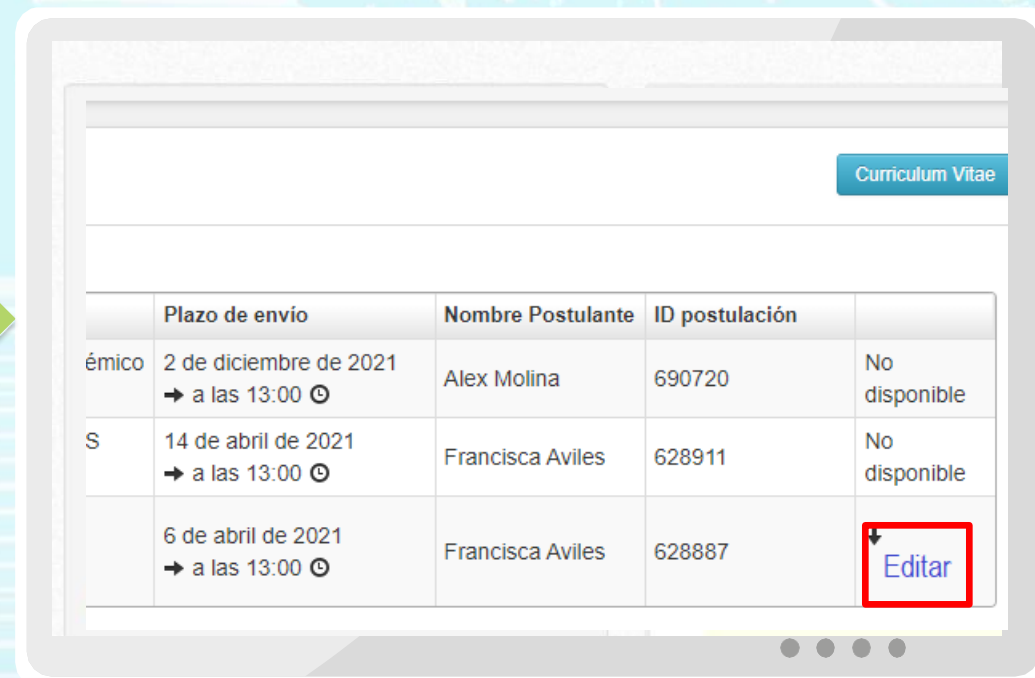 Curriculum Vitae
Plazo de envío Nombre Postulante ID postulación
émico 2 de diciembre de 2021
➔ a las 13:00 Alex Molina 690720 No disponible
S 14 de abril de 2021
➔ a las 13:00 Francisca Aviles 628911 No disponible
6 de abril de 2021
➔ a las 13:00 Francisca Aviles 628887 Editar